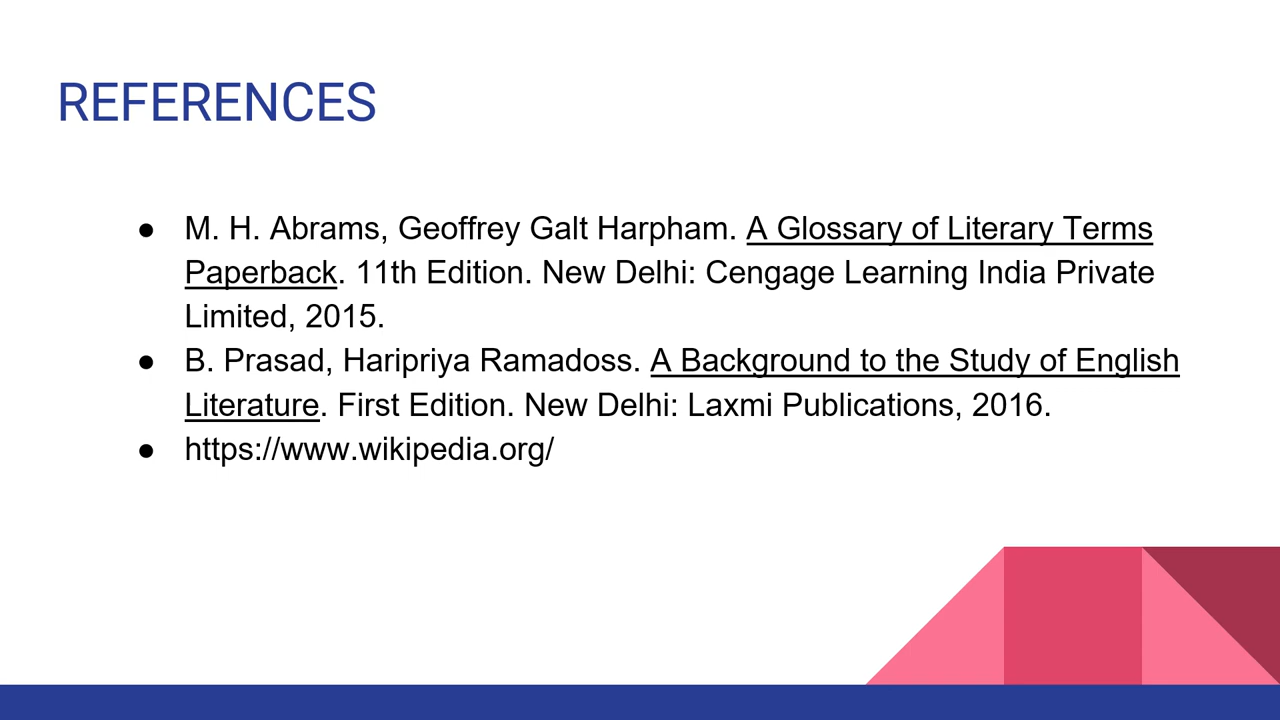 REFERENCES
● M. H. Abrams, Geoffrey Galt Harpham. A Glossary of Literary Terms
Paperback. 11th Edition. New Delhi: Cengage Learning India Private
Limited, 2015.
● B. Prasad, Haripriya Ramadoss. A Background to the Study of English
Literature. First Edition. New Delhi: Laxmi Publications, 2016.
● https://www.wikipedia.org/